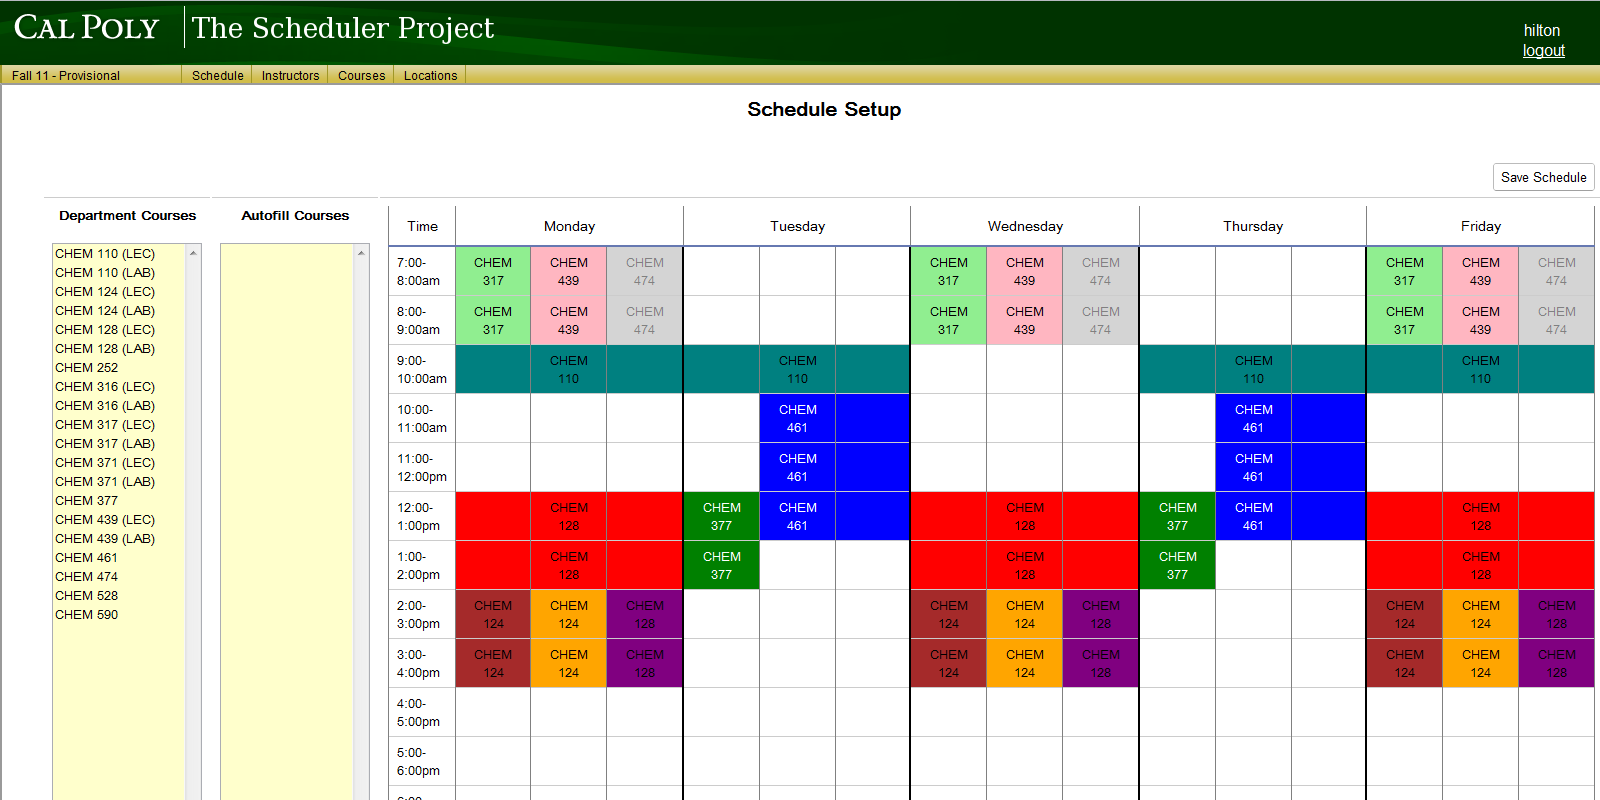 CAL POLY The Scheduler Project
hilton
logout
Fall 11 - Provisional Schedule Instructors Courses Locations
Schedule Setup
Save Schedule
Department Courses
CHEM 110 (LEC)
CHEM 110 (LAB)
CHEM 124 (LEC)
CHEM 124 (LAB)
CHEM 128 (LEC)
CHEM 128 (LAB)
CHEM 252
CHEM 316 (LEC)
CHEM 316 (LAB)
CHEM 317 (LEC)
CHEM 317 (LAB)
CHEM 371 (LEC)
CHEM 371 (LAB)
CHEM 377
CHEM 439 (LEC)
CHEM 439 (LAB)
CHEM 461
CHEM 474
CHEM 528
CHEM 590
Autofill Courses
Time Monday Tuesday Wednesday Thursday Friday
7:00- CHEM CHEM CHEM CHEM CHEM CHEM CHEM CHEM CHEM
8:00am 317 439 474 317 439 474 317 439 474
8:00- CHEM CHEM CHEM CHEM CHEM CHEM CHEM CHEM CHEM
9:00am 317 439 474 317 439 474 317 439 474
9:00- CHEM CHEM CHEM CHEM
10:00am 110 110 110 110
10:00- CHEM CHEM
11:00am 461 461
11:00- CHEM CHEM
12:00pm 461 461
12:00- CHEM CHEM CHEM CHEM CHEM CHEM CHEM
1:00pm 128 377 461 128 377 461 128
1:00- CHEM CHEM CHEM CHEM CHEM
2:00pm 128 377 128 377 128
2:00- CHEM CHEM CHEM CHEM CHEM CHEM CHEM CHEM CHEM
3:00pm 124 124 128 124 124 128 124 124 128
3:00- CHEM CHEM CHEM CHEM CHEM CHEM CHEM CHEM CHEM
4:00pm 124 124 128 124 124 128 124 124 128
4:00-
5:00pm
5:00-
6:00pm